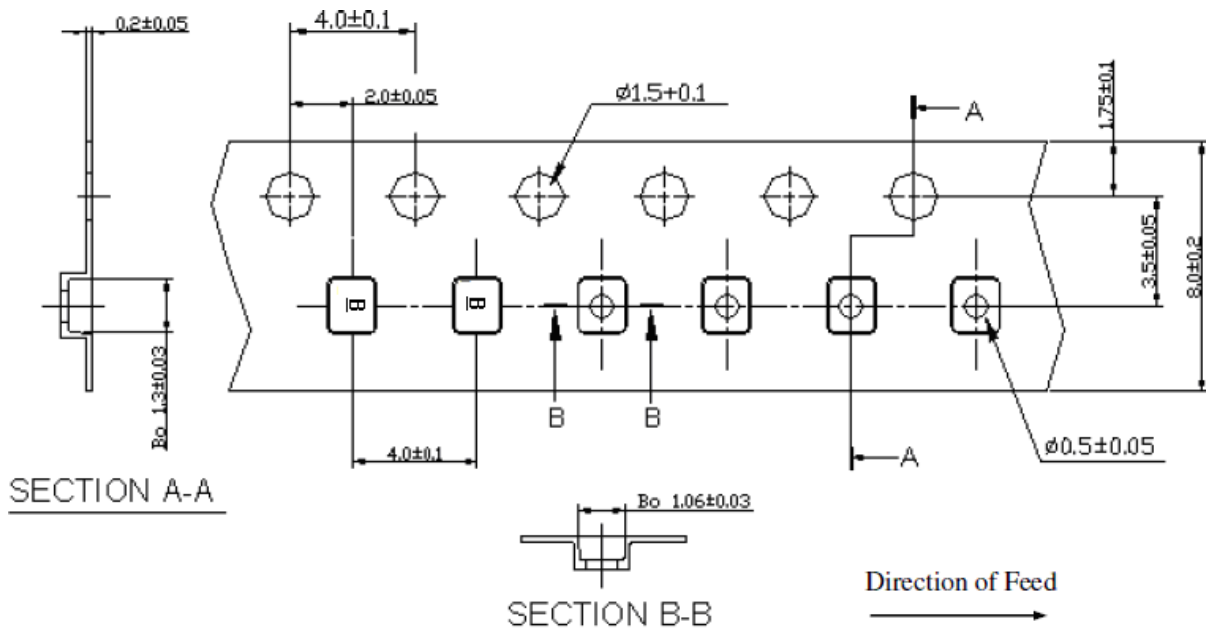 0.2±0.05
4.0±0.1
2.0±0.05
ø1.5+0.1
A
1.75±0.1
3.5±0.05
8.0±0.2
B
B
Bo 1.3±0.03
B
B
4.0±0.1
A
ø0.5±0.05
SECTION A-A
Bo 1.06±0.03
SECTION B-B
Direction of Feed